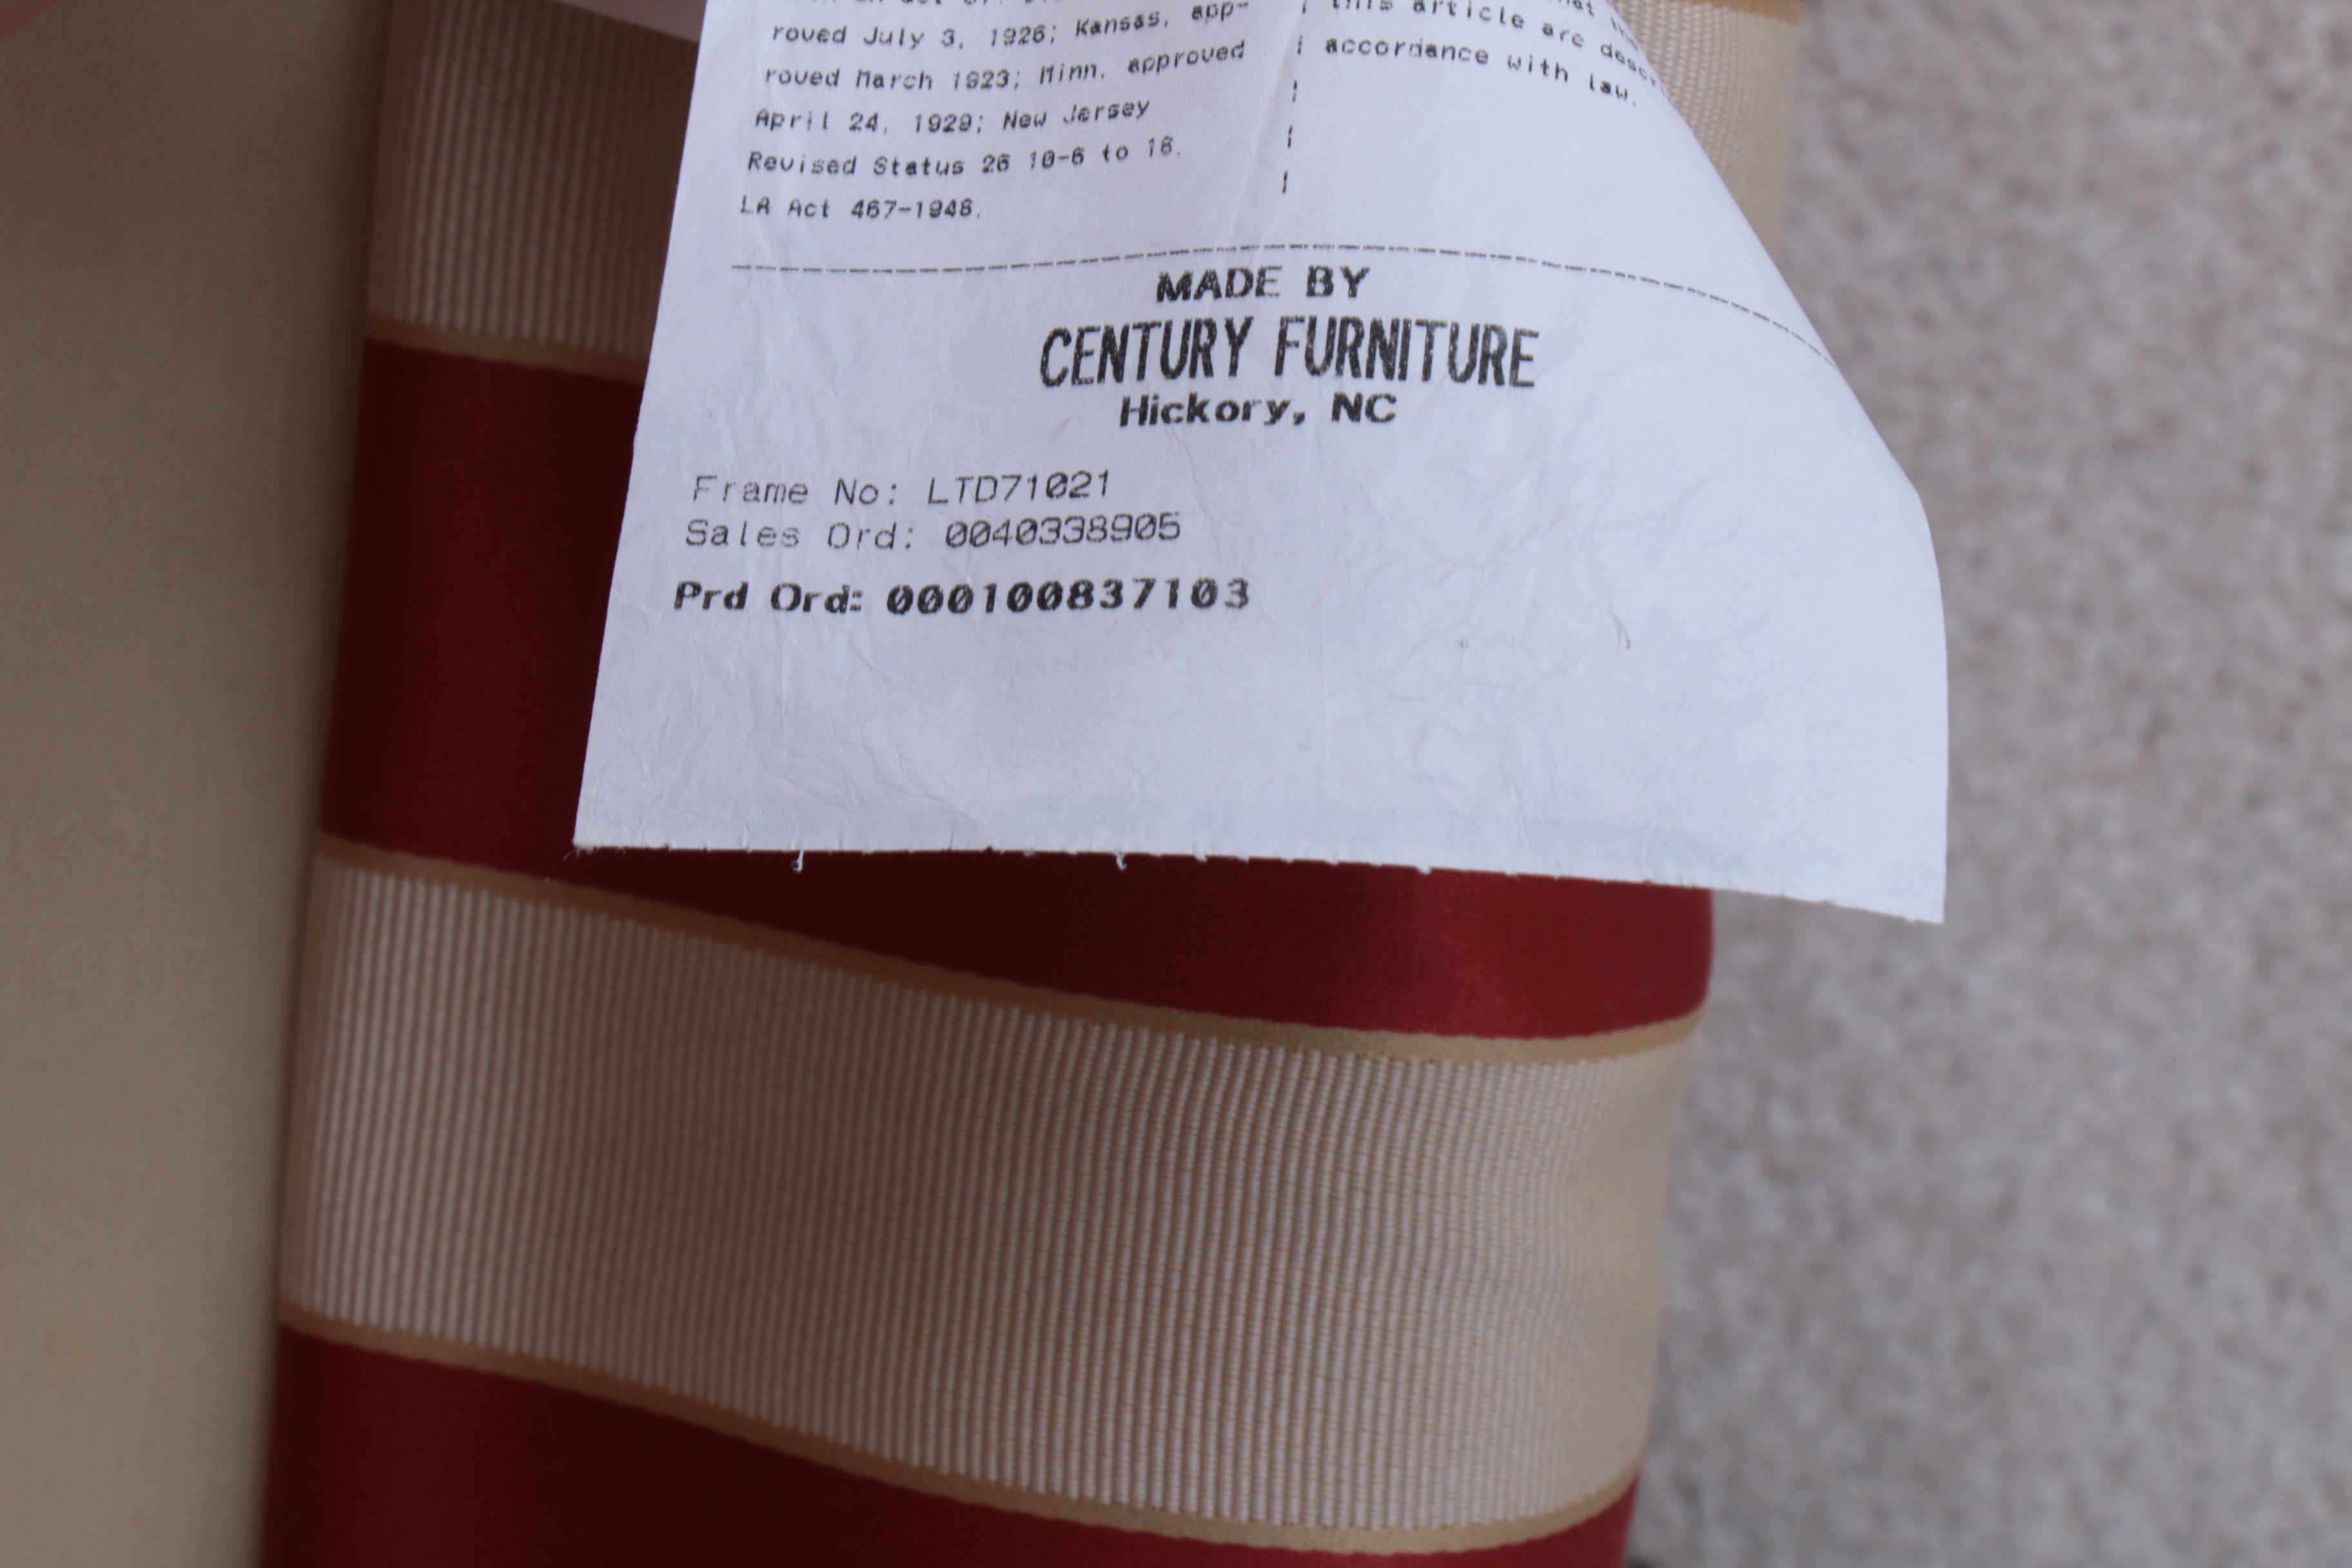 roved July 3, 1926; Kansas, app-
roved March 1923; Minn. approved
April 24, 1929; New Jersey
Revised Status 26 10-6 to 18.
LA Act 467-1948.
this article are
accordance with law.
MADE BY
CENTURY FURNITURE
Hickory, NC
Frame No: LTD71021
Sales Ord: 0040338905
Prd Ord: 000100837103